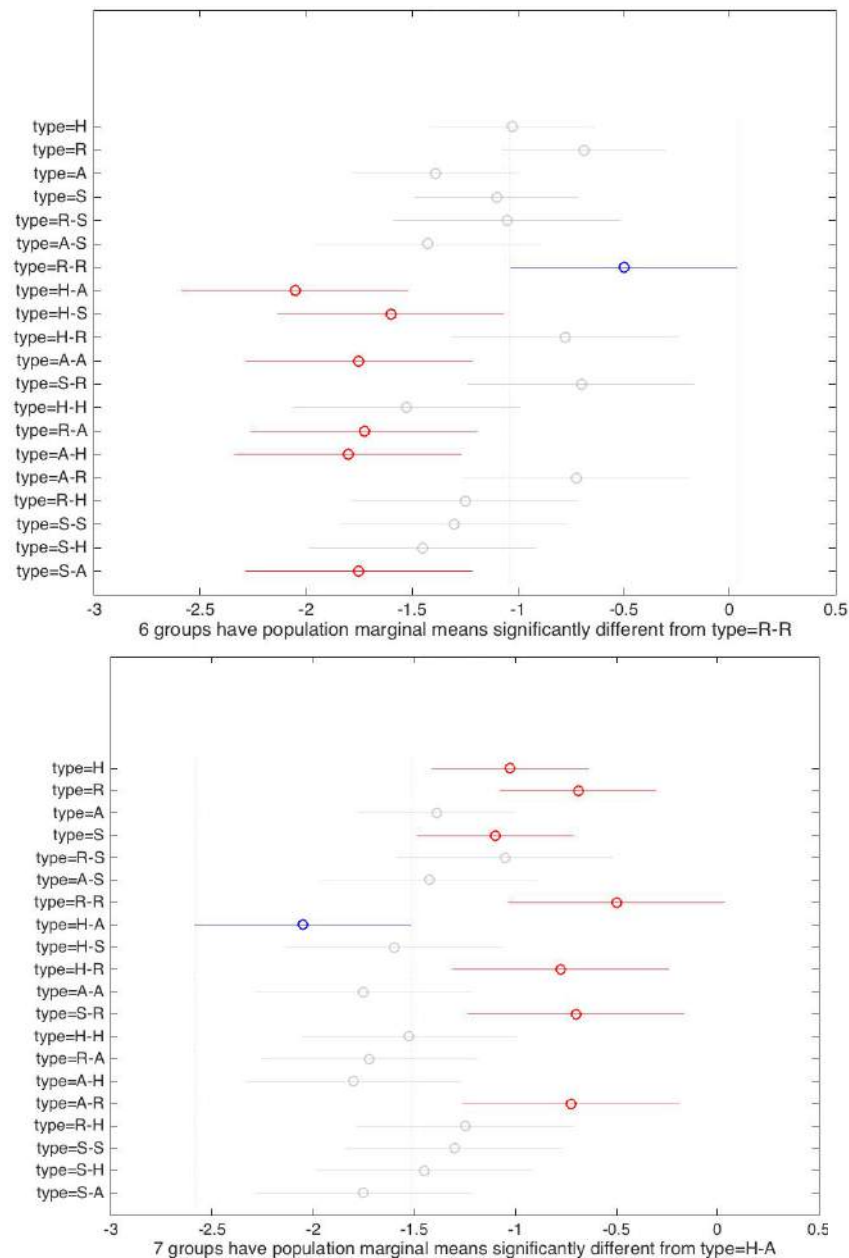 type=H
type=R
type=A
type=S
type=R-S
type=A-S
type=R-R
type=H-A
type=H-S
type=H-R
type=A-A
type=S-R
type=H-H
type=R-A
type=A-H
type=A-R
type=R-H
type=S-S
type=S-H
type=S-A
-3 -2.5 -2 -1.5 -1 -0.5 0 0.5
6 groups have population marginal means significantly different from type=R-R
type=H
type=R
type=A
type=S
type=R-S
type=A-S
type=R-R
type=H-A
type=H-S
type=H-R
type=A-A
type=S-R
type=H-H
type=R-A
type=A-H
type=A-R
type=R-H
type=S-S
type=S-H
type=S-A
-3 -2.5 -2 -1.5 -1 -0.5 0 0.5
7 groups have population marginal means significantly different from type=H-A